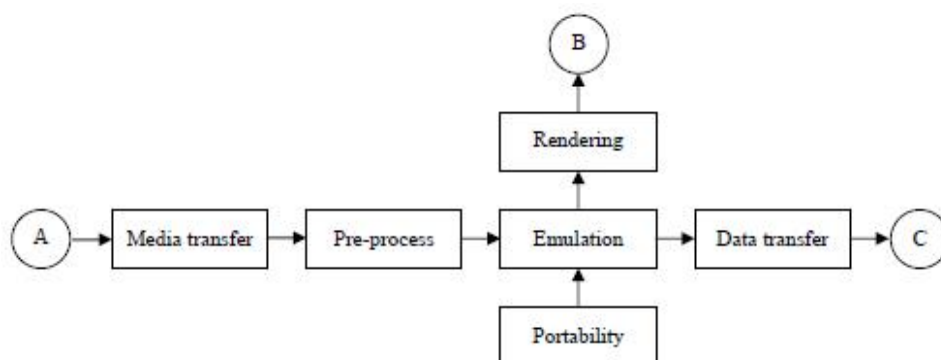 B
Rendering
A
Media transfer
Pre-process
Emulation
Data transfer
C
Portability